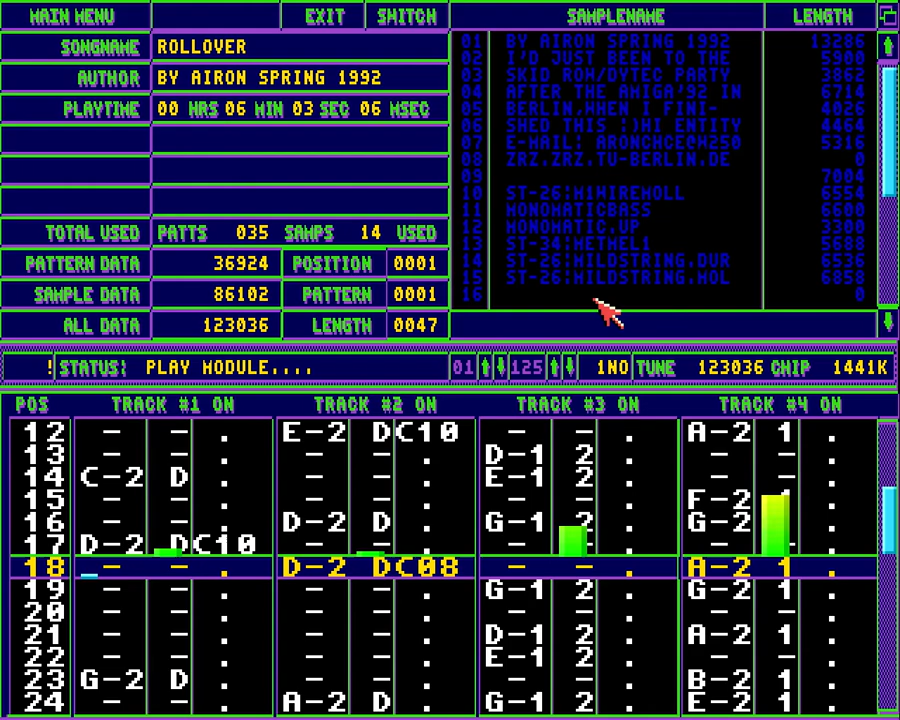 MAIN MENU EXIT SWITCH SAMPLENAME LENGTH
SONGNAME ROLLOVER
AUTHOR BY AIRON SPRING 1992
PLAYTIME 00 HRS 06 MIN 03 SEC 06 MSEC
TOTAL USED PATTS 035 SAMPS 14 USED
PATTERN DATA 36924 POSITION 0001
SAMPLE DATA 86102 PATTERN 0001
ALL DATA 123036 LENGTH 0047
01 BY AIRON SPRING 1992 13286
02 I'D JUST BEEN TO THE 5900
03 SKID ROW/DYTEC PARTY 3862
04 AFTER THE AMIGA'92 IN 6714
05 BERLIN,WHEN I FINI- 4026
06 SHED THIS :)HI ENTITY 4464
07 E-MAIL: ARONCHCE@W250 5316
08 ZRZ.ZRZ.TU-BERLIN.DE 0
09 7004
10 ST-26:W1WIREWOLL 6554
11 MONOMATICBASS 6600
12 MONOMATIC.UP 3300
13 ST-34:METHEL1 5688
14 ST-26:WILDSTRING.DUR 6536
15 ST-26:WILDSTRING.MOL 6858
16 0
! STATUS: PLAY MODULE.... 01 125 1NO TUNE 123036 CHIP 1441K
POS TRACK #1 ON TRACK #2 ON TRACK #3 ON TRACK #4 ON
12 – – . E-2 DC10 – – . A-2 1 .
13 – – . – – . D-1 2 . – – .
14 C-2 D . – – . E-1 2 . – – .
15 – – . – – . – – . F-2 1 .
16 – – . D-2 D . G-1 2 . G-2 .
17 D-2 DC10 – – . – . – .
18 – – . D-2 DC08 – – . A-2 1 .
19 – – . – – . G-1 2 . G-2 1 .
20 – – . – – . – – . – – .
21 – – . – – . D-1 2 . A-2 1 .
22 – – . – – . E-1 2 . – – .
23 G-2 D . – – . – – . B-2 1 .
24 – – . A-2 D . G-1 2 . E-2 1 .